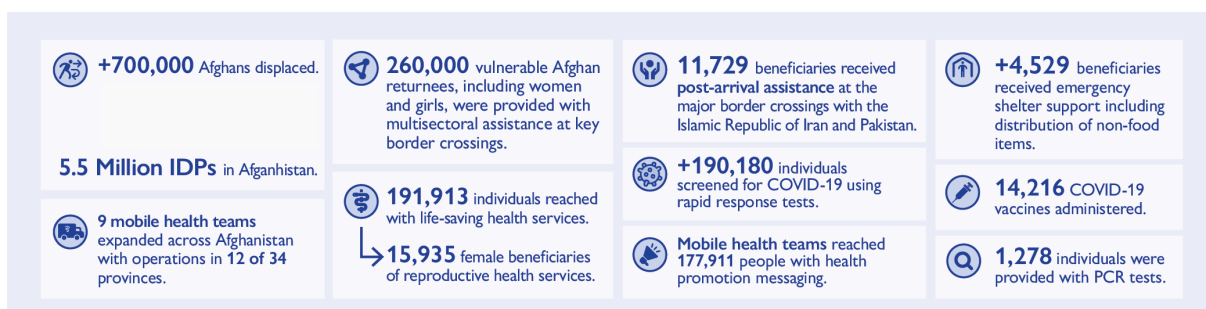 +700,000 Afghans displaced.
5.5 Million IDPs in Afganhistan.
9 mobile health teams
expanded across Afghanistan
with operations in 12 of 34
provinces.
260,000 vulnerable Afghan
returnees, including women
and girls, were provided with
multisectoral assistance at key
border crossings.
191,913 individuals reached
with life-saving health services.
15,935 female beneficiaries
of reproductive health services.
11,729 beneficiaries received
post-arrival assistance at the
major border crossings with the
Islamic Republic of Iran and Pakistan.
+190,180 individuals
screened for COVID-19 using
rapid response tests.
Mobile health teams reached
177,911 people with health
promotion messaging.
+4,529 beneficiaries
received emergency
shelter support including
distribution of non-food
items.
14,216 COVID-19
vaccines administered.
1,278 individuals were
provided with PCR tests.